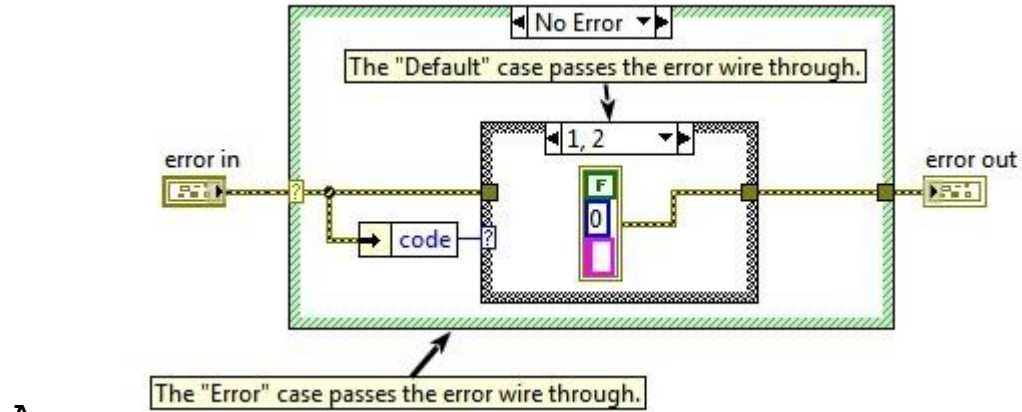 No Error
The "Default" case passes the error wire through.
1, 2
error in
error out
F
?
0
code
?
The "Error" case passes the error wire through.